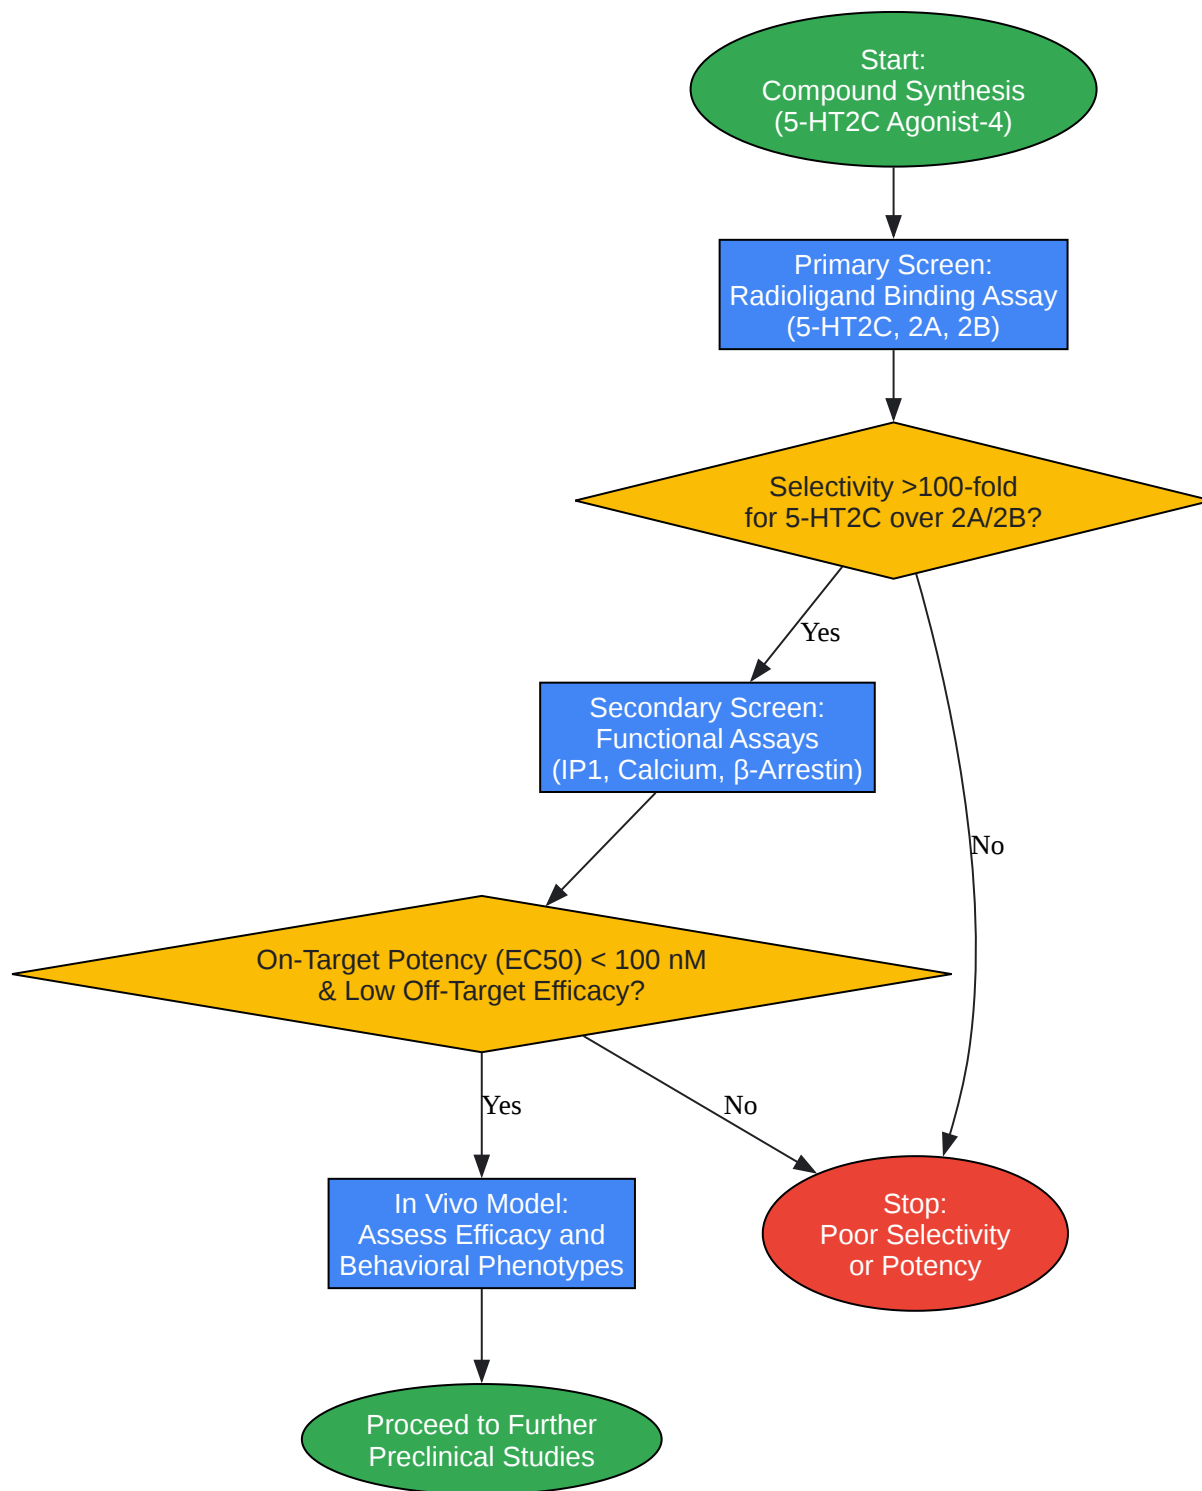 Start:
Compound Synthesis
(5-HT2C Agonist-4)
Primary Screen:
Radioligand Binding Assay
(5-HT2C, 2A, 2B)
Selectivity >100-fold
for 5-HT2C over 2A/2B?
Yes
Secondary Screen:
Functional Assays
(IP1, Calcium, β-Arrestin)
No
On-Target Potency (EC50) < 100 nM
& Low Off-Target Efficacy?
Yes
No
In Vivo Model:
Assess Efficacy and
Behavioral Phenotypes
Stop:
Poor Selectivity
or Potency
Proceed to Further
Preclinical Studies